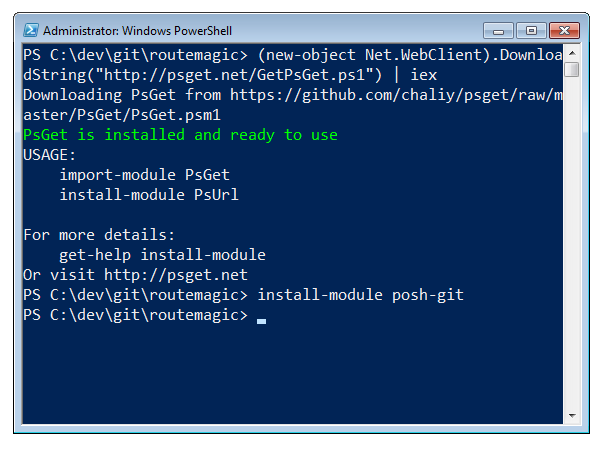 Administrator: Windows PowerShell
PS C:\dev\git\routemagic> (new-object Net.WebClient).Downloa
dString("http://psget.net/GetPsGet.ps1") | iex
Downloading PsGet from https://github.com/chaliy/psget/raw/m
aster/PsGet/PsGet.psm1
PsGet is installed and ready to use
USAGE:
    import-module PsGet
    install-module PsUrl

For more details:
    get-help install-module
Or visit http://psget.net
PS C:\dev\git\routemagic> install-module posh-git
PS C:\dev\git\routemagic>